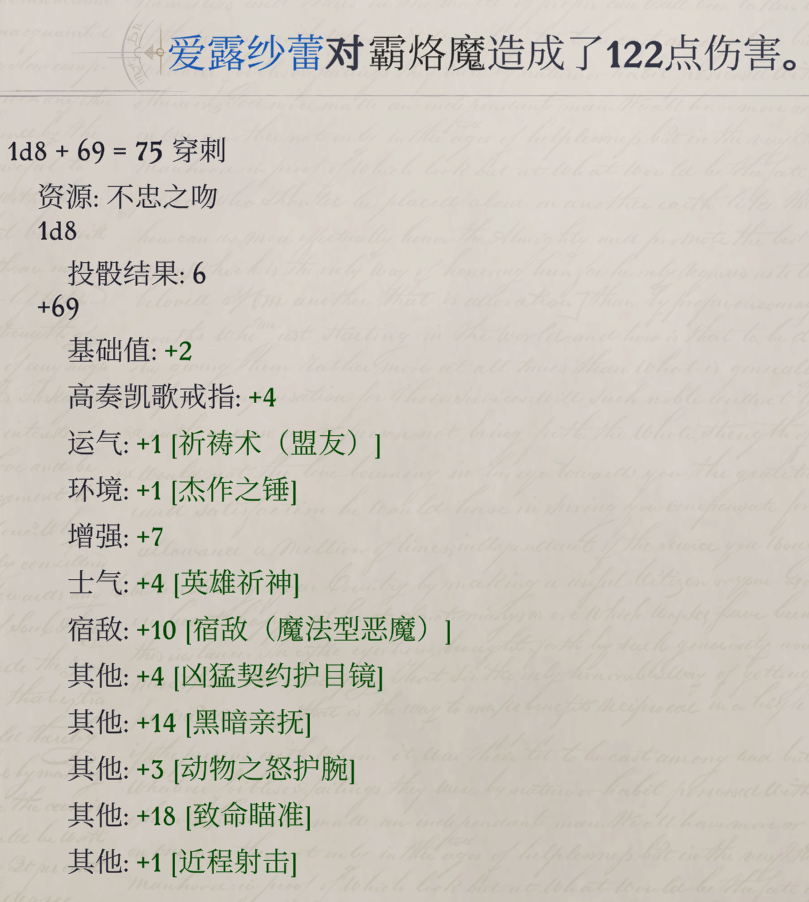 爱露纱蕾对霸烙魔造成了122点伤害。
1d8 + 69 = 75 穿刺
资源: 不忠之吻
1d8
投骰结果: 6
+69
基础值: +2
高奏凯歌戒指: +4
运气: +1 [祈祷术（盟友）]
环境: +1 [杰作之锤]
增强: +7
士气: +4 [英雄祈神]
宿敌: +10 [宿敌（魔法型恶魔）]
其他: +4 [凶猛契约护目镜]
其他: +14 [黑暗亲抚]
其他: +3 [动物之怒护腕]
其他: +18 [致命瞄准]
其他: +1 [近程射击]